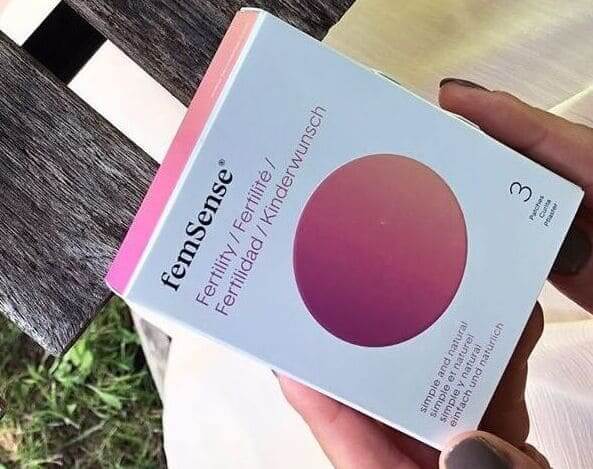 femSense®
Fertility / Fertilité /
Fertilidad / Kinderwunsch
3
Patches
Curita
Pflaster
simple and natural
simple et naturel
simple y natural
einfach und natürlich